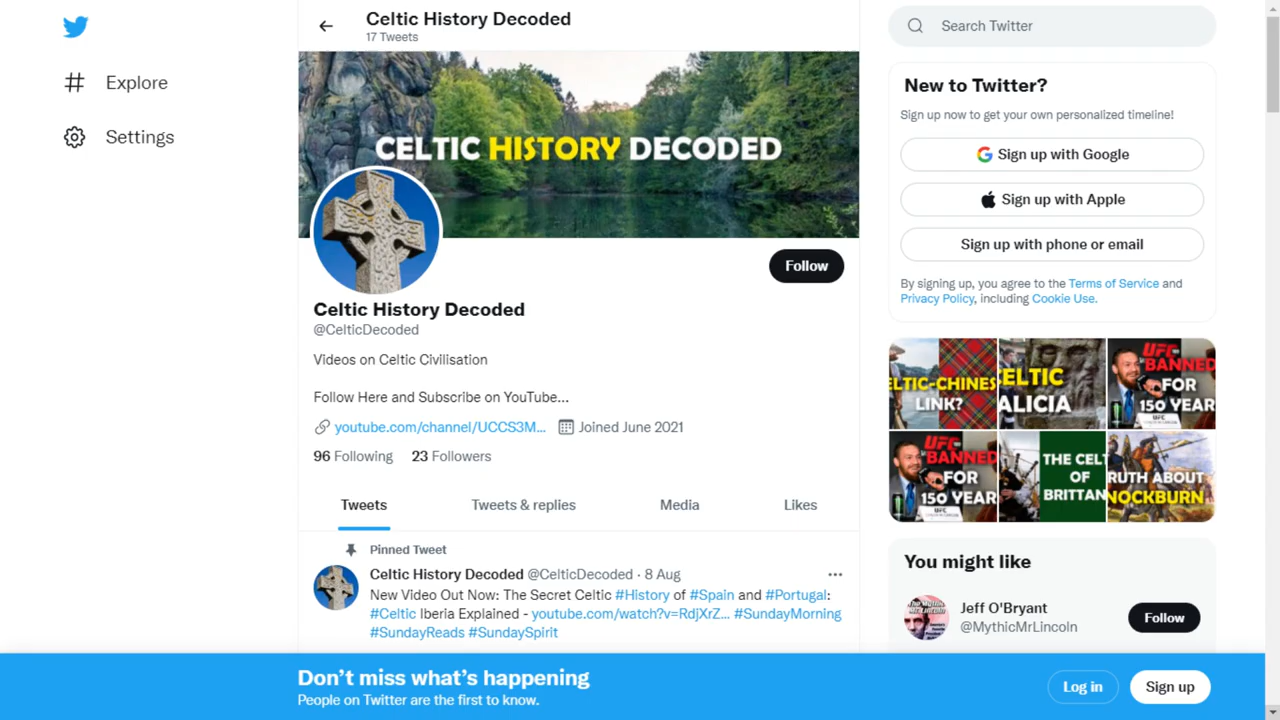 Celtic History Decoded
17 Tweets
Explore
Settings
CELTIC HISTORY DECODED
Follow
Celtic History Decoded
@CelticDecoded
Videos on Celtic Civilisation
Follow Here and Subscribe on YouTube...
youtube.com/channel/UCCS3M...
Joined June 2021
96 Following
23 Followers
Tweets
Tweets & replies
Media
Likes
Pinned Tweet
Celtic History Decoded @CelticDecoded · 8 Aug
New Video Out Now: The Secret Celtic #History of #Spain and #Portugal:
#Celtic Iberia Explained - youtube.com/watch?v=RdjXrZ... #SundayMorning
#SundayReads #SundaySpirit
Search Twitter
New to Twitter?
Sign up now to get your own personalized timeline!
Sign up with Google
Sign up with Apple
Sign up with phone or email
By signing up, you agree to the Terms of Service and
Privacy Policy, including Cookie Use.
ELTIC-CHINES
LINK?
ELTIC
ALICIA
UFC
BANNED
FOR
150 YEAR
UFC
UFC
BANNED
FOR
150 YEAR
UFC
THE CELT
OF
BRITTAN
RUTH ABOUT
NOCKBURN
You might like
Jeff O'Bryant
@MythicMrLincoln
Follow
Don't miss what's happening
People on Twitter are the first to know.
Log in
Sign up